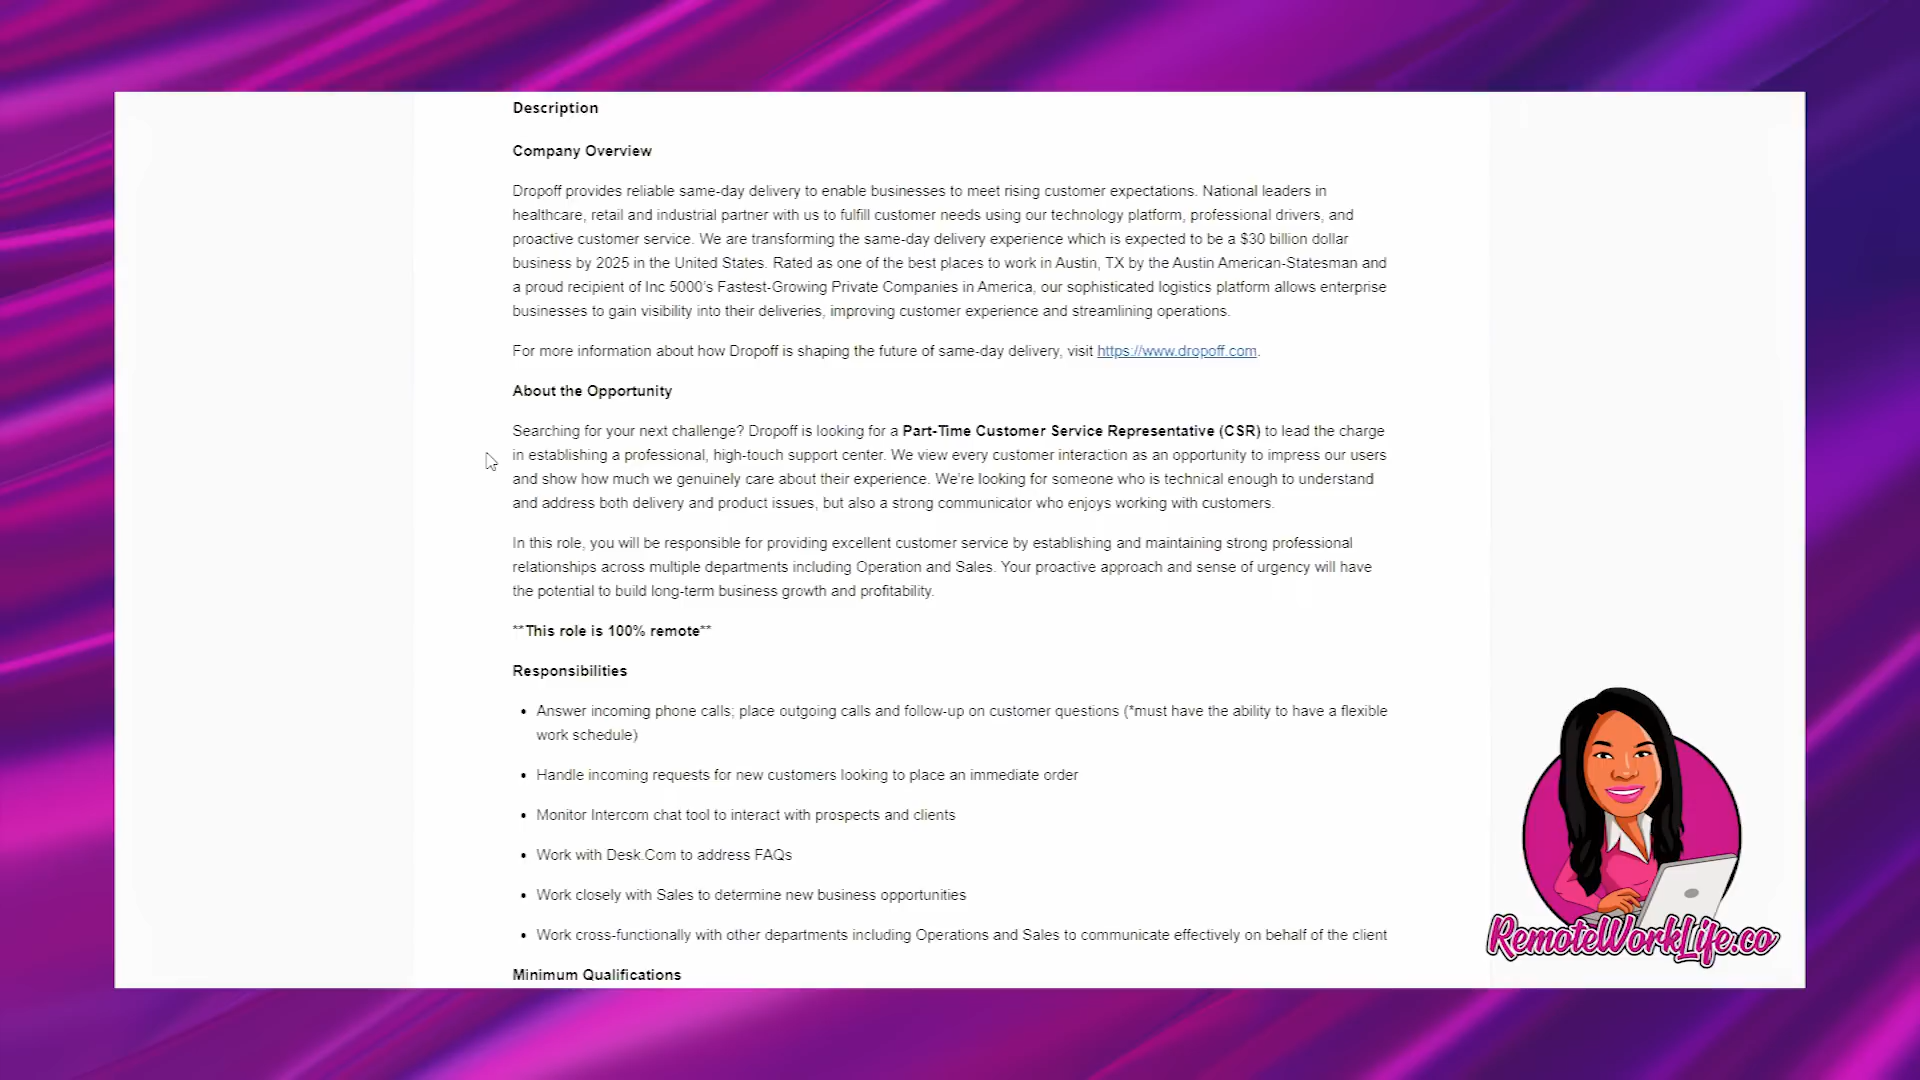 Description
Company Overview
Dropoff provides reliable same-day delivery to enable businesses to meet rising customer expectations. National leaders in
healthcare, retail and industrial partner with us to fulfill customer needs using our technology platform, professional drivers, and
proactive customer service. We are transforming the same-day delivery experience which is expected to be a $30 billion dollar
business by 2025 in the United States. Rated as one of the best places to work in Austin, TX by the Austin American-Statesman and
a proud recipient of Inc 5000's Fastest-Growing Private Companies in America, our sophisticated logistics platform allows enterprise
businesses to gain visibility into their deliveries, improving customer experience and streamlining operations.
For more information about how Dropoff is shaping the future of same-day delivery, visit https://www.dropoff.com.
About the Opportunity
Searching for your next challenge? Dropoff is looking for a Part-Time Customer Service Representative (CSR) to lead the charge
in establishing a professional, high-touch support center. We view every customer interaction as an opportunity to impress our users
and show how much we genuinely care about their experience. We're looking for someone who is technical enough to understand
and address both delivery and product issues, but also a strong communicator who enjoys working with customers.
In this role, you will be responsible for providing excellent customer service by establishing and maintaining strong professional
relationships across multiple departments including Operation and Sales. Your proactive approach and sense of urgency will have
the potential to build long-term business growth and profitability.
**This role is 100% remote**
Responsibilities
• Answer incoming phone calls; place outgoing calls and follow-up on customer questions (*must have the ability to have a flexible
work schedule)
• Handle incoming requests for new customers looking to place an immediate order
• Monitor Intercom chat tool to interact with prospects and clients
• Work with Desk.Com to address FAQs
• Work closely with Sales to determine new business opportunities
• Work cross-functionally with other departments including Operations and Sales to communicate effectively on behalf of the client
Minimum Qualifications
RemoteWorkLife.co